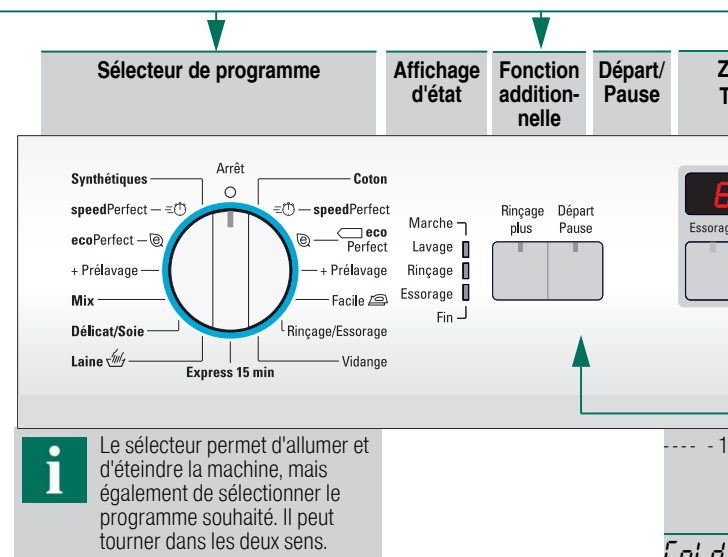 Sélecteur de programme
Affichage
d'état
Fonction
addition-
nelle
Départ/
Pause
Arrêt
Synthétiques
speedPerfect
ecoPerfect
+ Prélavage
Mix
Délicat/Soie
Laine
Express 15 min
Coton
speedPerfect
eco
Perfect
+ Prélavage
Facile
Rinçage/Essorage
Vidange
Marche
Lavage
Rinçage
Essorage
Fin
Rinçage
plus
Départ
Pause
i
Le sélecteur permet d'allumer et
d'éteindre la machine, mais
également de sélectionner le
programme souhaité. Il peut
tourner dans les deux sens.
---- - 1